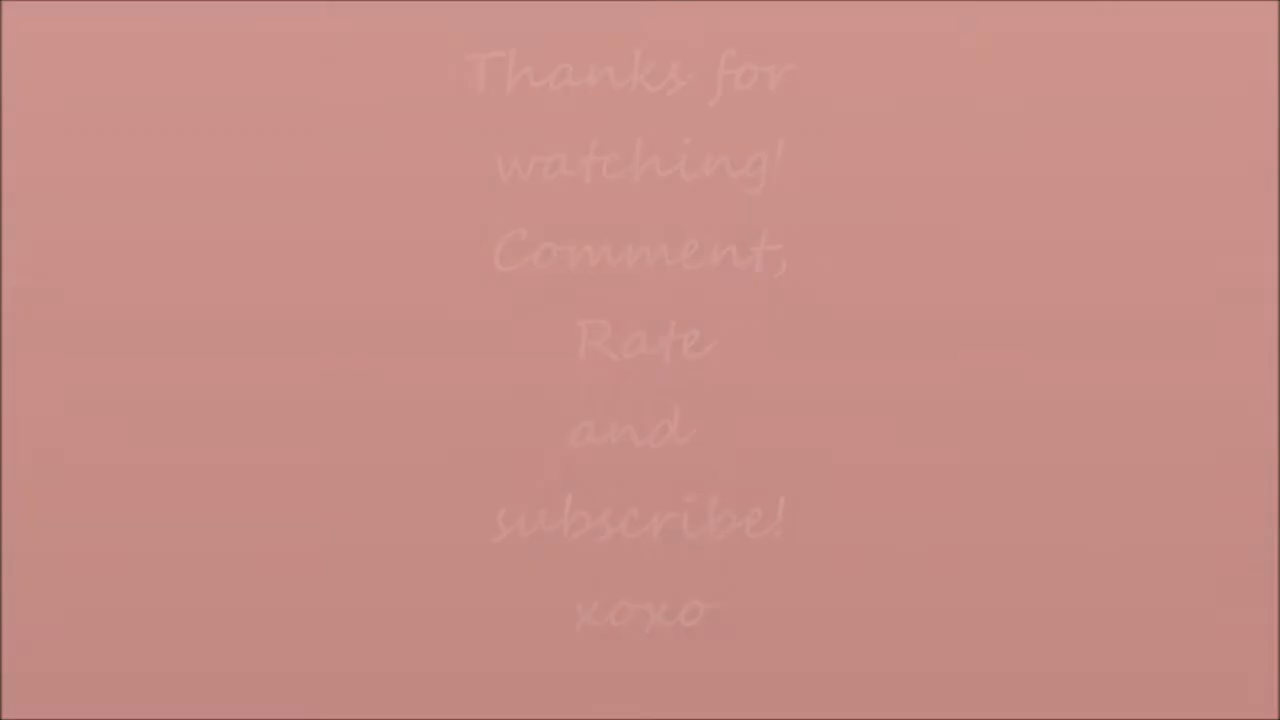 Thanks for
watching!
Comment,
Rate
and
subscribe!
xoxo